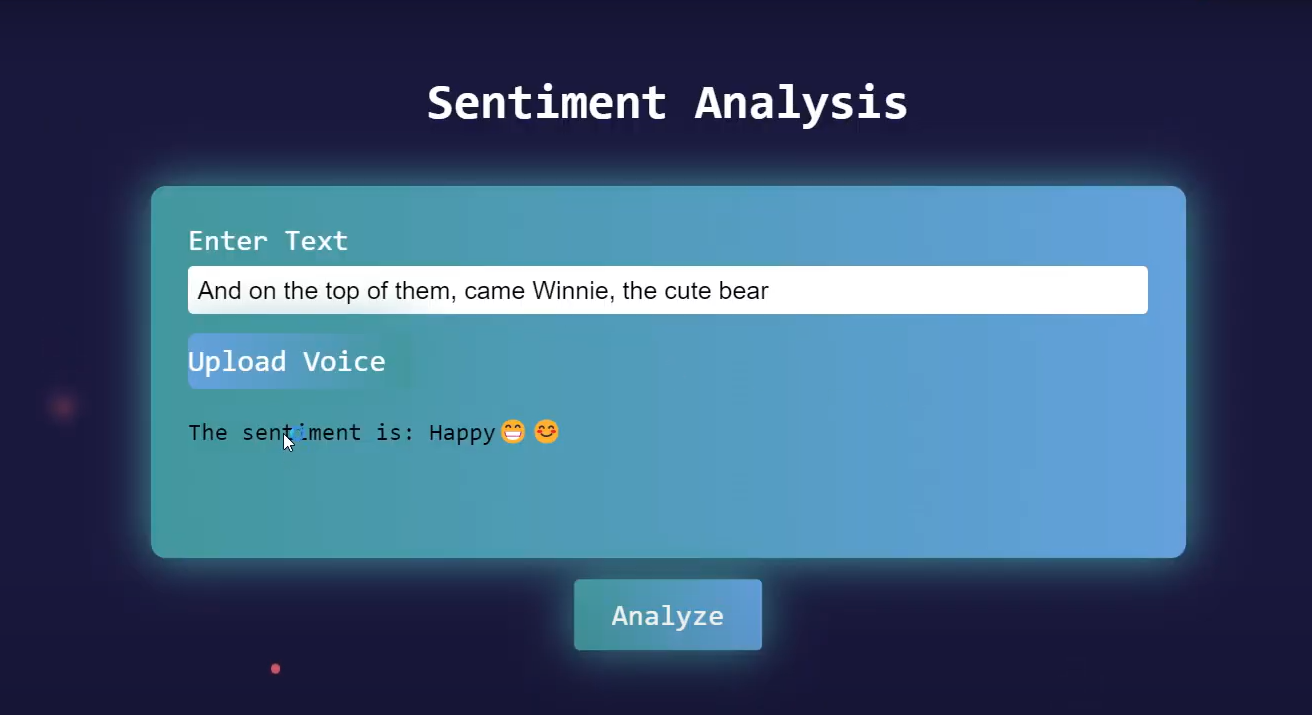 Sentiment Analysis
Enter Text
And on the top of them, came Winnie, the cute bear
Upload Voice
The sentiment is: Happy😁😊
Analyze